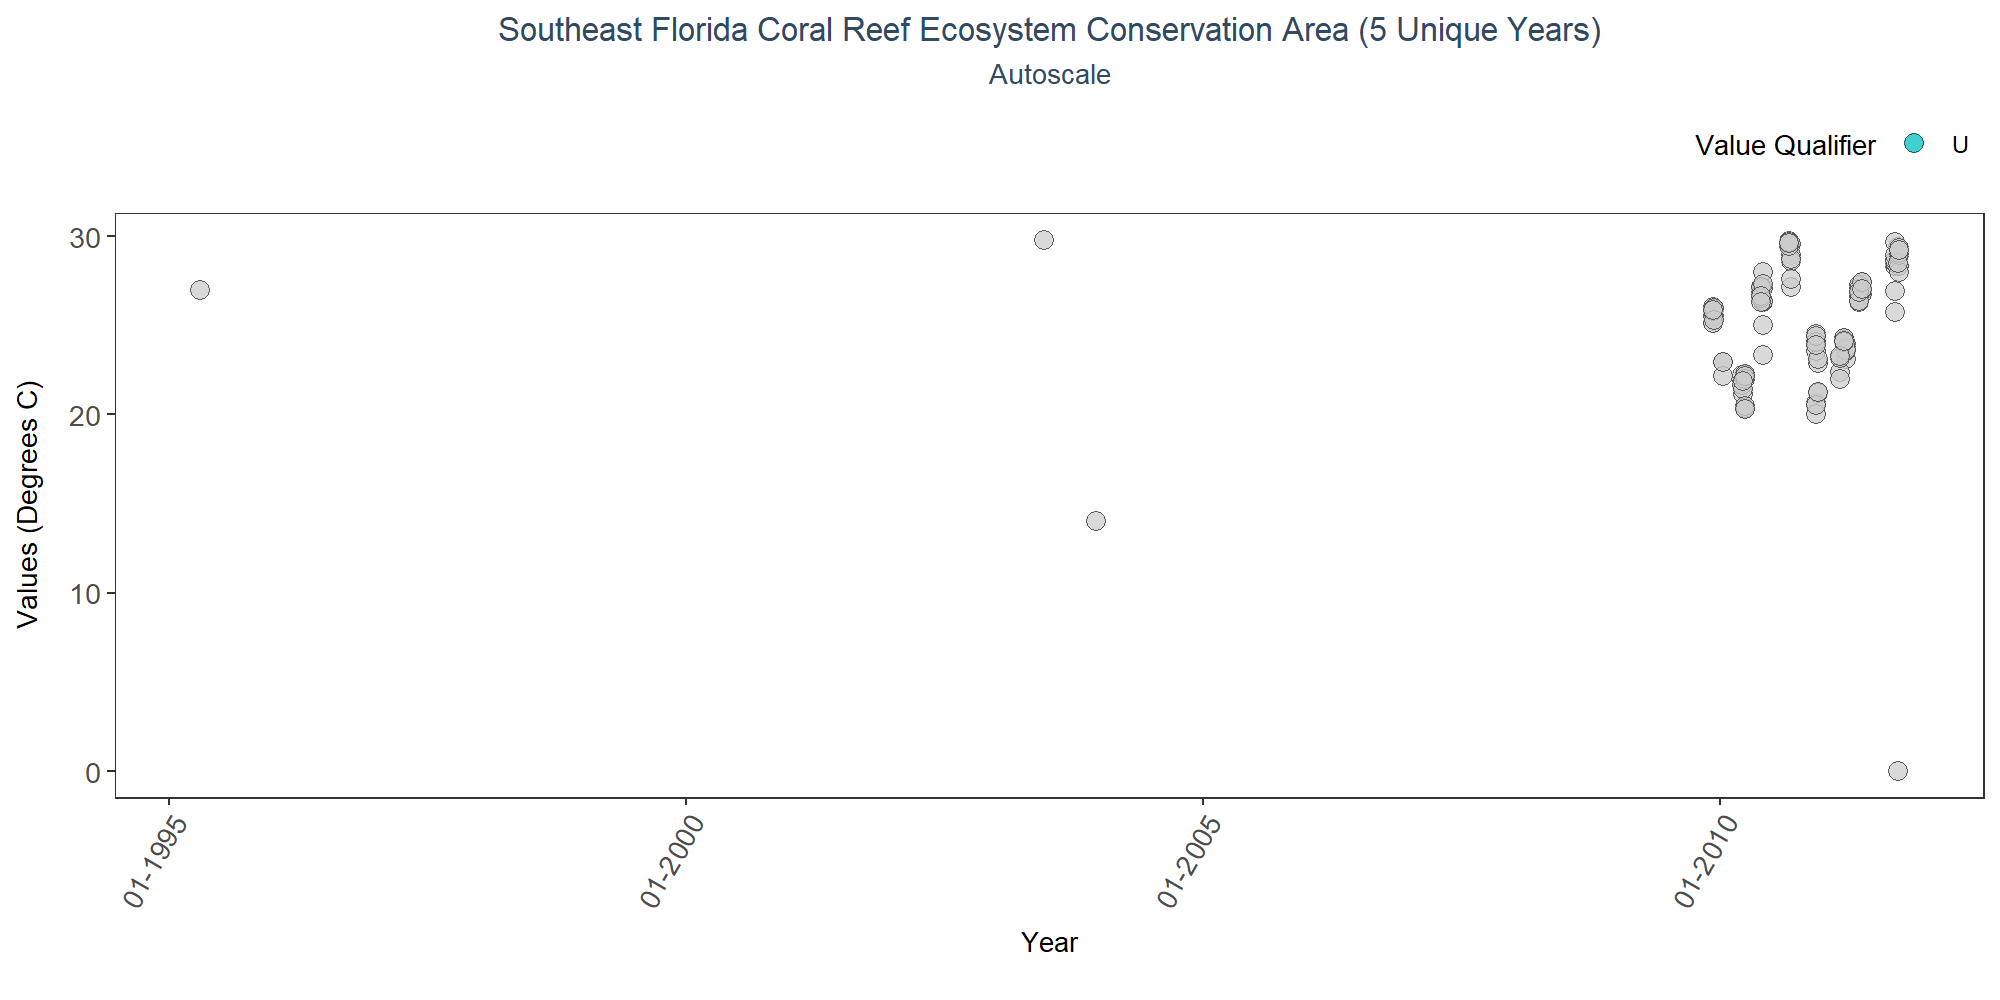 Southeast Florida Coral Reef Ecosystem Conservation Area (5 Unique Years)
Autoscale
Value Qualifier U
Values (Degrees C)
30
20
10
0
01-1995
01-2000
01-2005
01-2010
Year